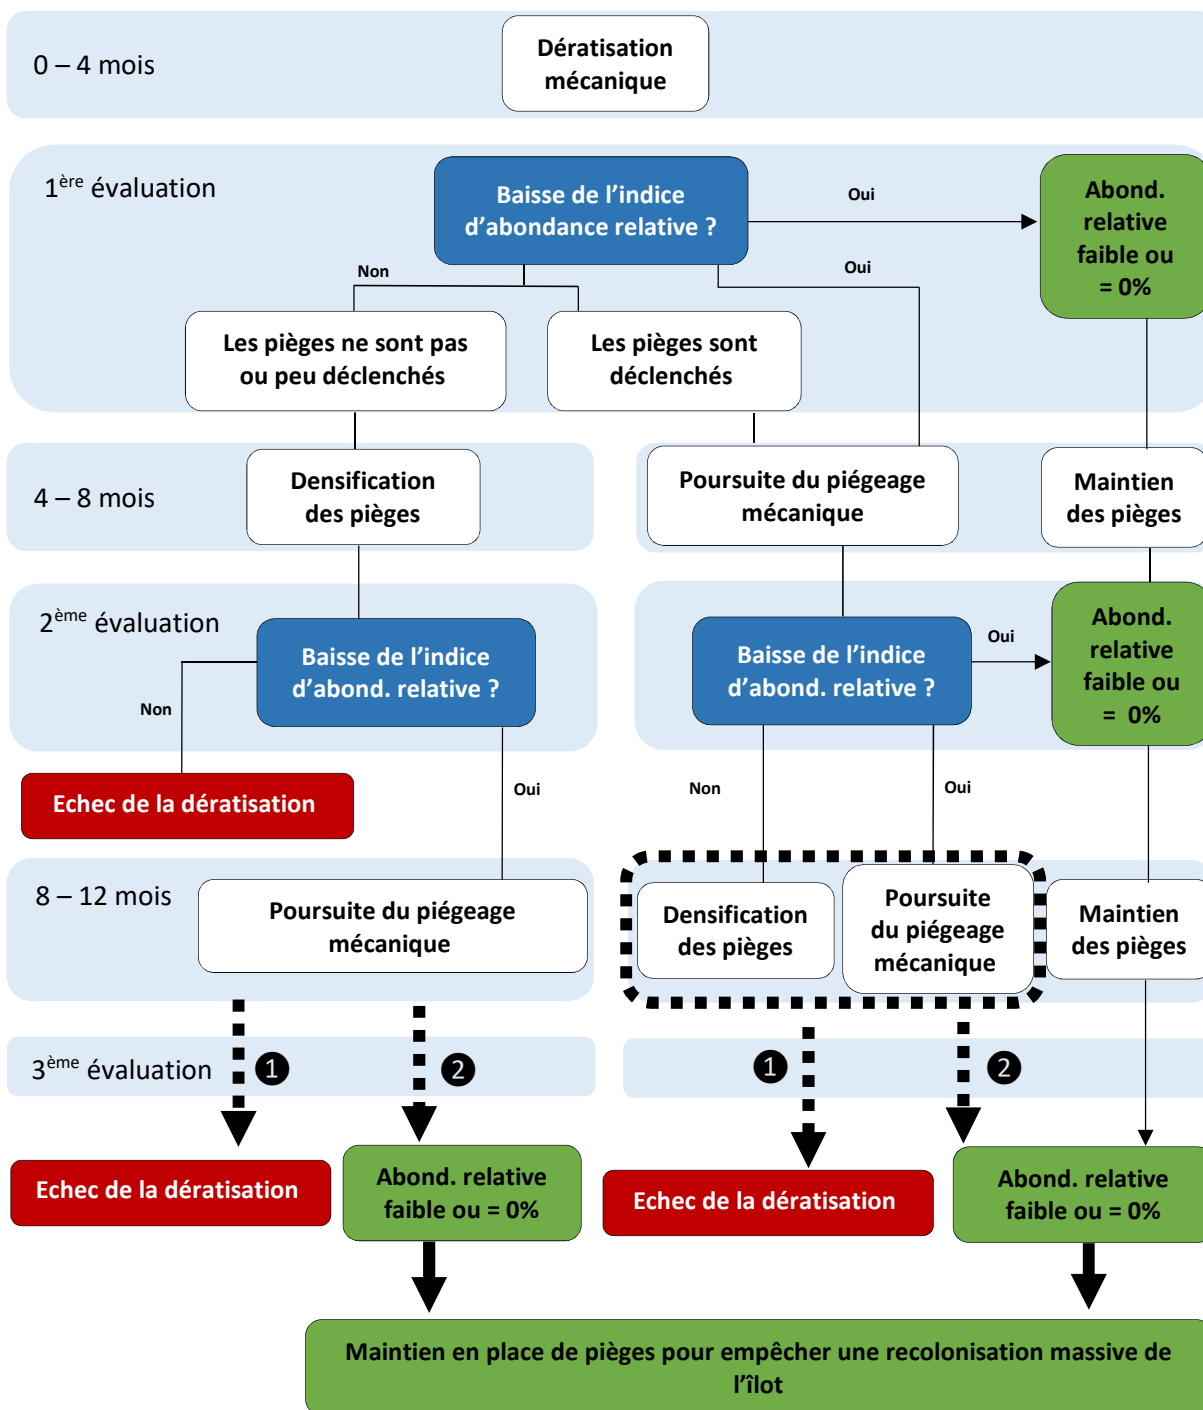 0 – 4 mois
Dératisation
mécanique
1ère évaluation
Baisse de l’indice
d’abondance relative ?
Oui
Abond.
relative
faible ou
= 0%
Non
Oui
Les pièges ne sont pas
ou peu déclenchés
Les pièges sont
déclenchés
4 – 8 mois
Densification
des pièges
Poursuite du piégeage
mécanique
Maintien
des pièges
2ème évaluation
Baisse de l’indice
d’abond. relative ?
Non
Baisse de l’indice
d’abond. relative ?
Oui
Abond.
relative
faible ou
= 0%
Echec de la dératisation
Oui
Non
Oui
8 – 12 mois
Poursuite du piégeage
mécanique
Densification
des pièges
Poursuite
du piégeage
mécanique
Maintien
des pièges
3ème évaluation
❶
❷
❶
❷
Echec de la dératisation
Abond. relative
faible ou = 0%
Echec de la dératisation
Abond. relative
faible ou = 0%
Maintien en place de pièges pour empêcher une recolonisation massive de
l’îlot